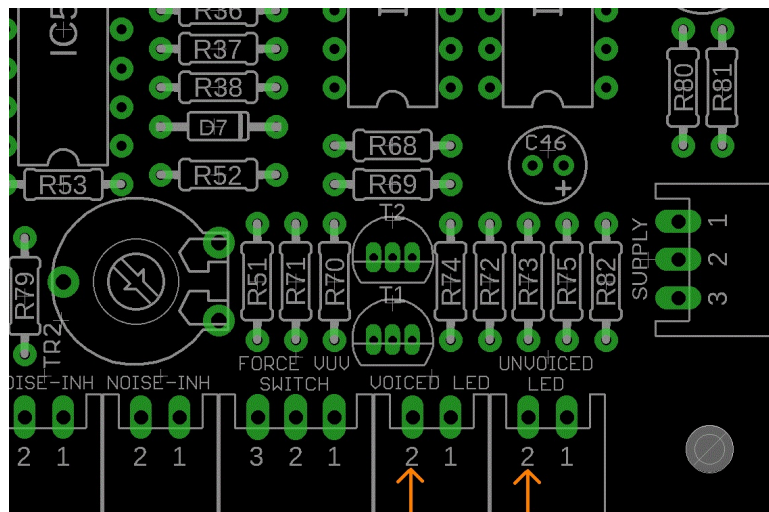 R36
IC5
R37
R38
D7
R52
R53
R68
R69
C46
+
R80
R81
T2
T1
R79
TR2
R51
R71
R70
R74
R72
R73
R75
R82
SUPPLY
1
2
3
FORCE VUV
SWITCH
UNVOICED
LED
OISE-INH
NOISE-INH
VOICED LED
2 1
2 1
3 2 1
2 1
2 1